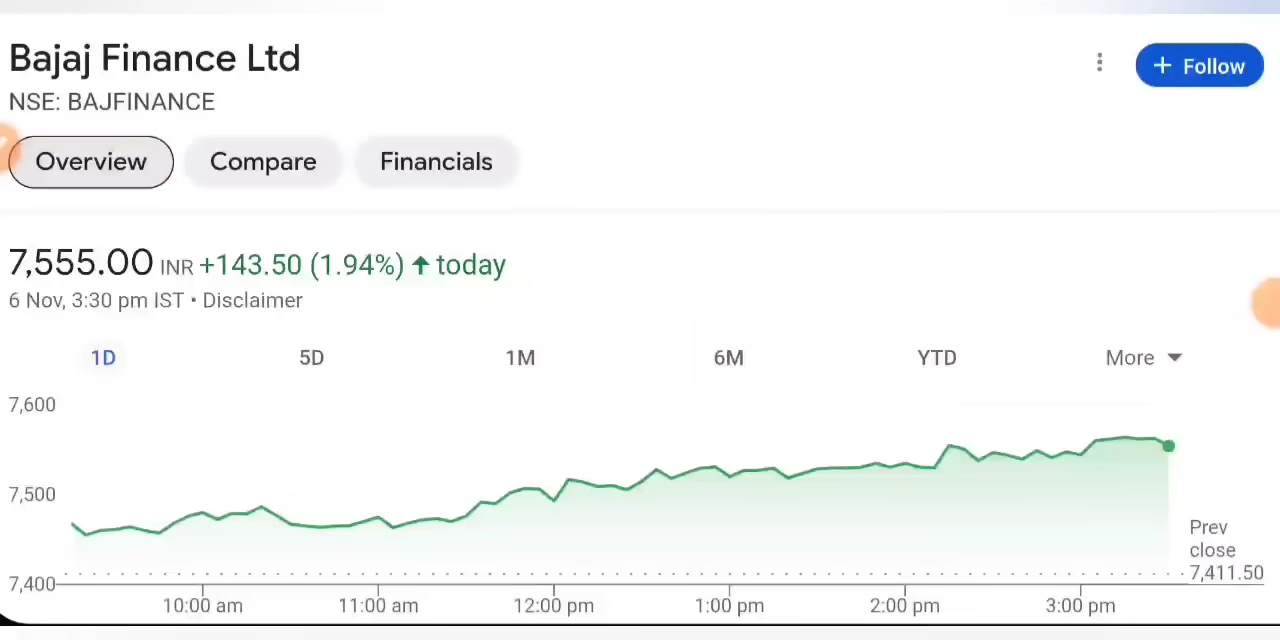 Bajaj Finance Ltd
+ Follow
NSE: BAJFINANCE
Overview Compare Financials
7,555.00 INR +143.50 (1.94%) ↑ today
6 Nov, 3:30 pm IST • Disclaimer
1D 5D 1M 6M YTD More
7,600
7,500
Prev
close
7,400 7,411.50
10:00 am 11:00 am 12:00 pm 1:00 pm 2:00 pm 3:00 pm